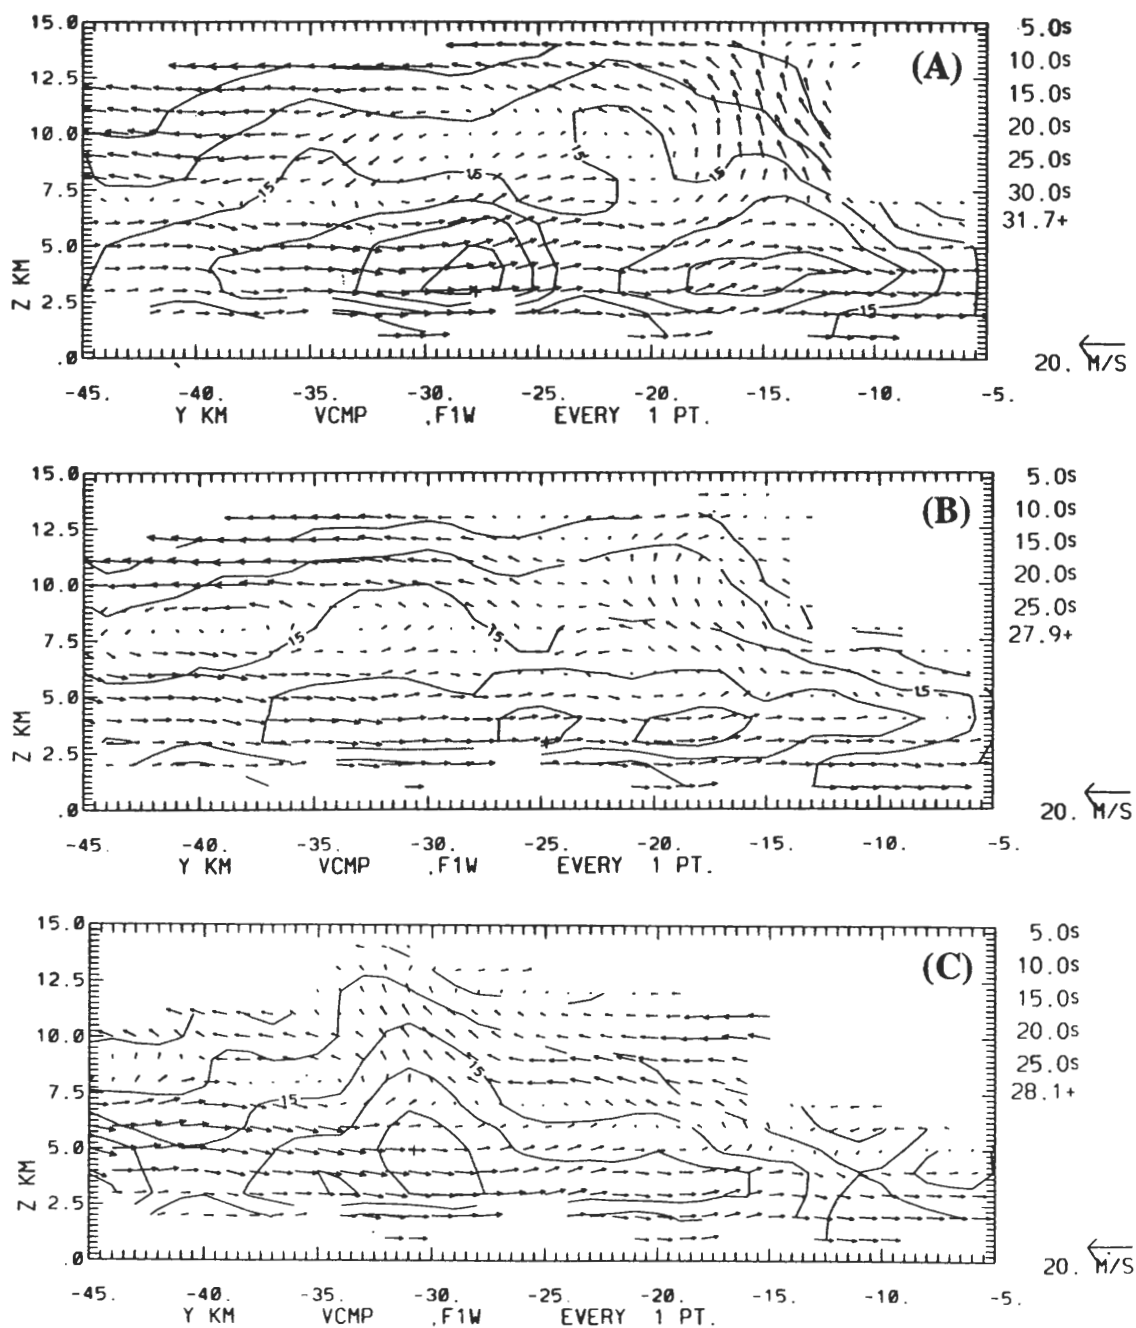 15.0
12.5
10.0
7.5
5.0
2.5
.0
Z KM
(A)
15
15
15
15
15
5.0s
10.0s
15.0s
20.0s
25.0s
30.0s
31.7+
20. M/S
-45. -40. -35. -30. -25. -20. -15. -10. -5.
Y KM VCMP ,F1W EVERY 1 PT.
15.0
12.5
10.0
7.5
5.0
2.5
.0
Z KM
(B)
15
15
15
5.0s
10.0s
15.0s
20.0s
25.0s
27.9+
20. M/S
-45. -40. -35. -30. -25. -20. -15. -10. -5.
Y KM VCMP ,F1W EVERY 1 PT.
15.0
12.5
10.0
7.5
5.0
2.5
.0
Z KM
(C)
15
15
5.0s
10.0s
15.0s
20.0s
25.0s
28.1+
20. M/S
-45. -40. -35. -30. -25. -20. -15. -10. -5.
Y KM VCMP ,F1W EVERY 1 PT.